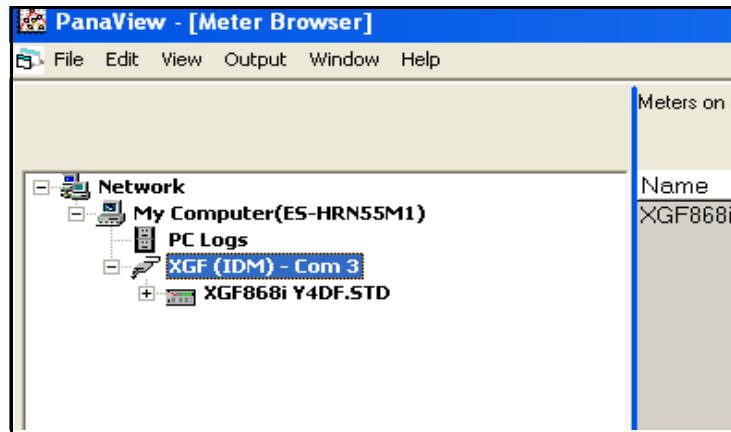 PanaView - [Meter Browser]
File Edit View Output Window Help
Meters on
Network
Name
My Computer(ES-HRN55M1)
XGF868i
PC Logs
XGF (IDM) - Com 3
XGF868i Y4DF.STD